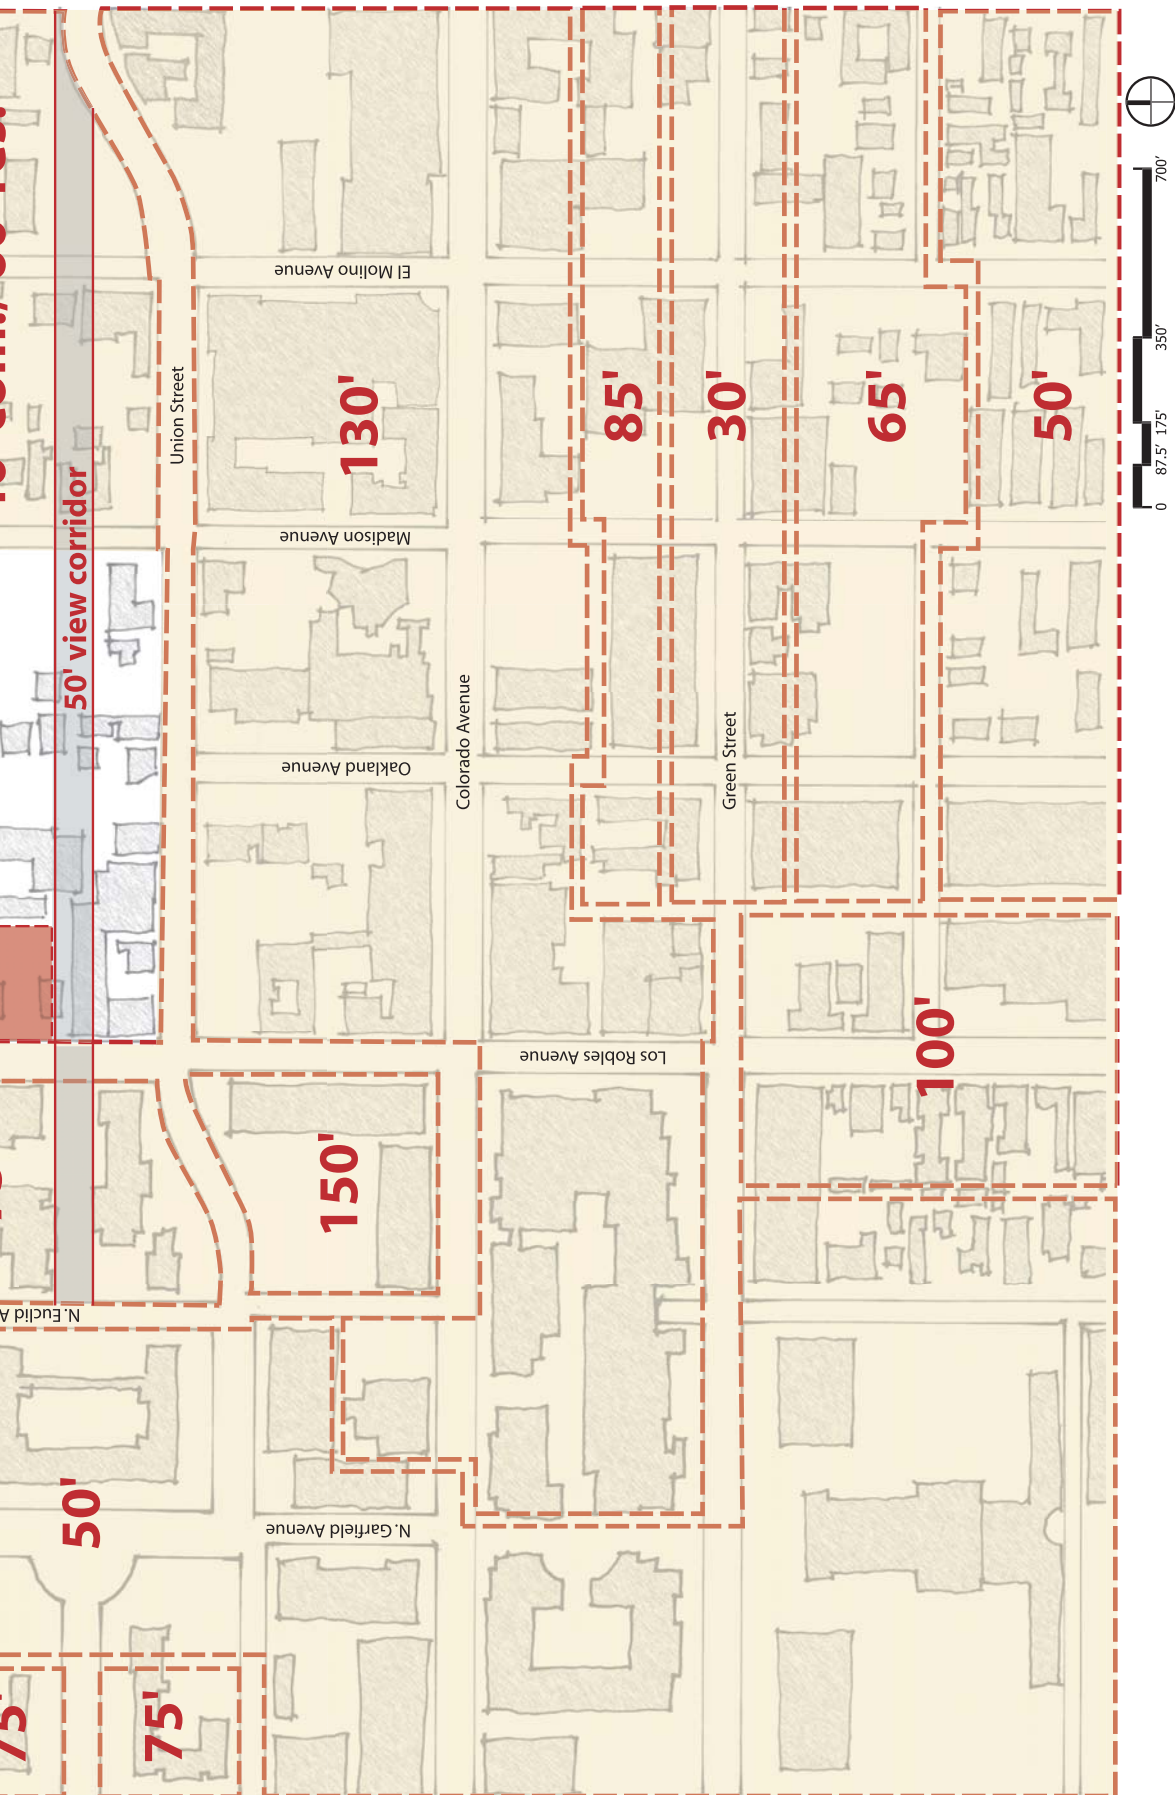 El Molino Avenue
Union Street
130'
85'
30'
65'
50'
700'
350'
175'
87.5'
0
50' view corridor
Madison Avenue
Colorado Avenue
Green Street
Oakland Avenue
Los Robles Avenue
100'
150'
N. Euclid A
50'
N. Garfield Avenue
75'
75'